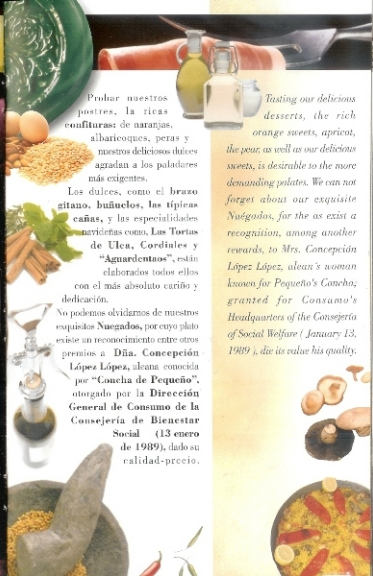 Probar nuestros
postres, la ricas
confituras: de naranjas,
albaricoques, peras y
nuestros deliciosos dulces
agradan a los paladares
más exigentes.
Los dulces, como el brazo
gitano, buñuelos, las típicas
cañas, y las especialidades
navideñas como, Las Tortas
de Ulea, Cordiales y
"Aguardentaos", están
elaborados todos ellos
con el más absoluto cariño y
dedicación.
No podemos olvidarnos de nuestros
exquisitos Nuegados, por cuyo plato
existe un reconocimiento entre otros
premios a Dña. Concepción
López López, aleana conocida
por "Concha de Pequeño",
otorgado por la Dirección
General de Consumo de la
Consejería de Bienestar
Social (13 enero
de 1989), dado su
calidad-precio.
Tasting our delicious
desserts, the rich
orange sweets, apricot,
the pear, as well as our delicious
sweets, is desirable to the more
demanding palates. We can not
forget about our exquisite
Nuégados, for the as exist a
recognition, among another
rewards, to Mrs. Concepción
López López, alean's woman
known for Pequeño's Concha;
granted for Consumo's
Headquarters of the Consejería
of Social Welfare ( January 13,
1989 ), die its value his quality.